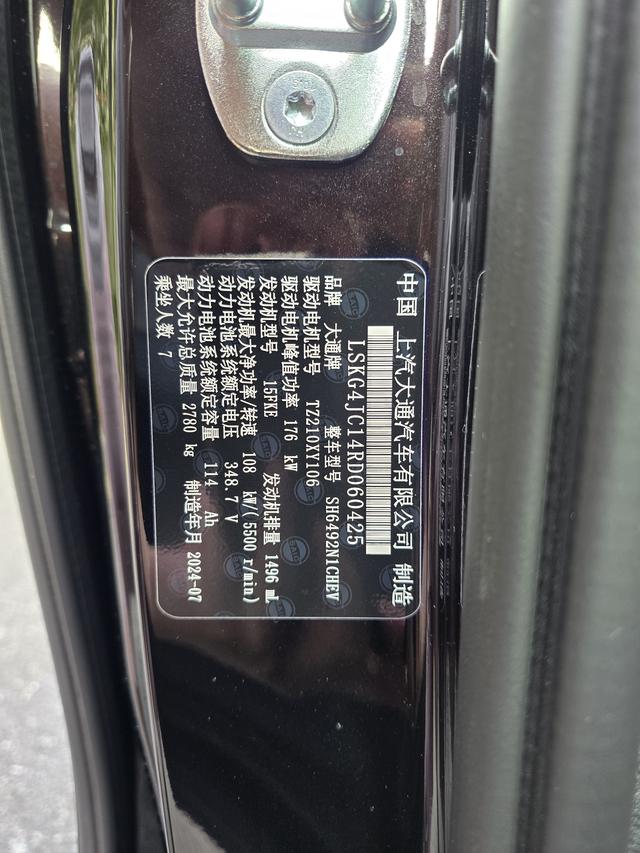 中国 上汽大通汽车有限公司 制造
LSKG4JC14RD060425
品牌 大通牌 整车型号 SH6492N1CHEV
驱动电机型号 TZ210XY106
驱动电机峰值功率 176 kW
发动机型号 15FKE 发动机排量 1496 mL
发动机最大净功率/转速 108 kW/(5500 r/min)
动力电池系统额定电压 348.7 V
动力电池系统额定容量 114 Ah
最大允许总质量 2780 kg 制造年月 2024-07
乘坐人数 7